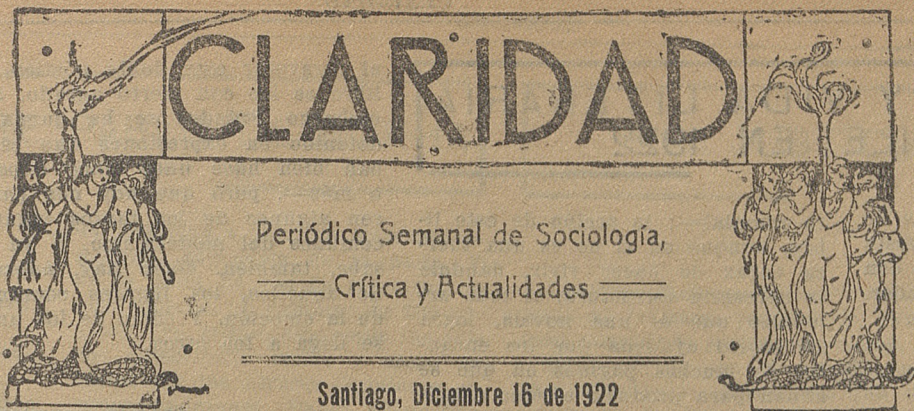 CLARIDAD
Periódico Semanal de Sociología,
Crítica y Actualidades
Santiago, Diciembre 16 de 1922